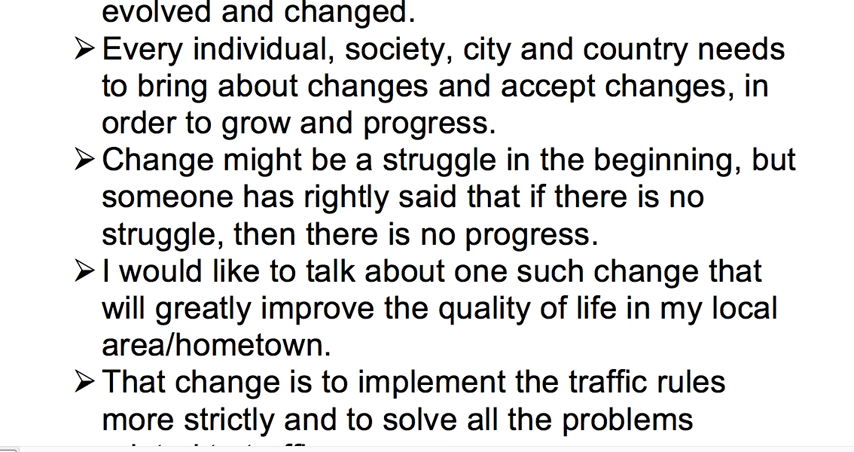 evolved and changed.
➢ Every individual, society, city and country needs
to bring about changes and accept changes, in
order to grow and progress.
➢ Change might be a struggle in the beginning, but
someone has rightly said that if there is no
struggle, then there is no progress.
➢ I would like to talk about one such change that
will greatly improve the quality of life in my local
area/hometown.
➢ That change is to implement the traffic rules
more strictly and to solve all the problems